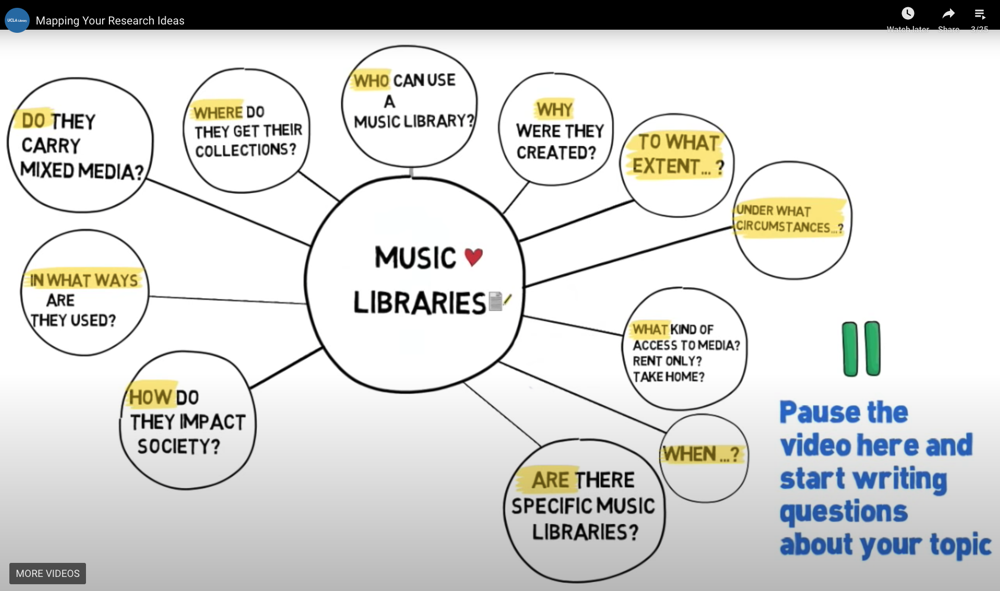 UCLA Library
Mapping Your Research Ideas
Watch later
Share
3/25
DO THEY
CARRY
MIXED MEDIA?
WHERE DO
THEY GET THEIR
COLLECTIONS?
WHO CAN USE
A
MUSIC LIBRARY?
WHY
WERE THEY
CREATED?
TO WHAT
EXTENT...?
UNDER WHAT
CIRCUMSTANCES...?
MUSIC
LIBRARIES
IN WHAT WAYS
ARE
THEY USED?
HOW DO
THEY IMPACT
SOCIETY?
WHAT KIND OF
ACCESS TO MEDIA?
RENT ONLY?
TAKE HOME?
WHEN ...?
ARE THERE
SPECIFIC MUSIC
LIBRARIES?
Pause the
video here and
start writing
questions
about your topic
MORE VIDEOS